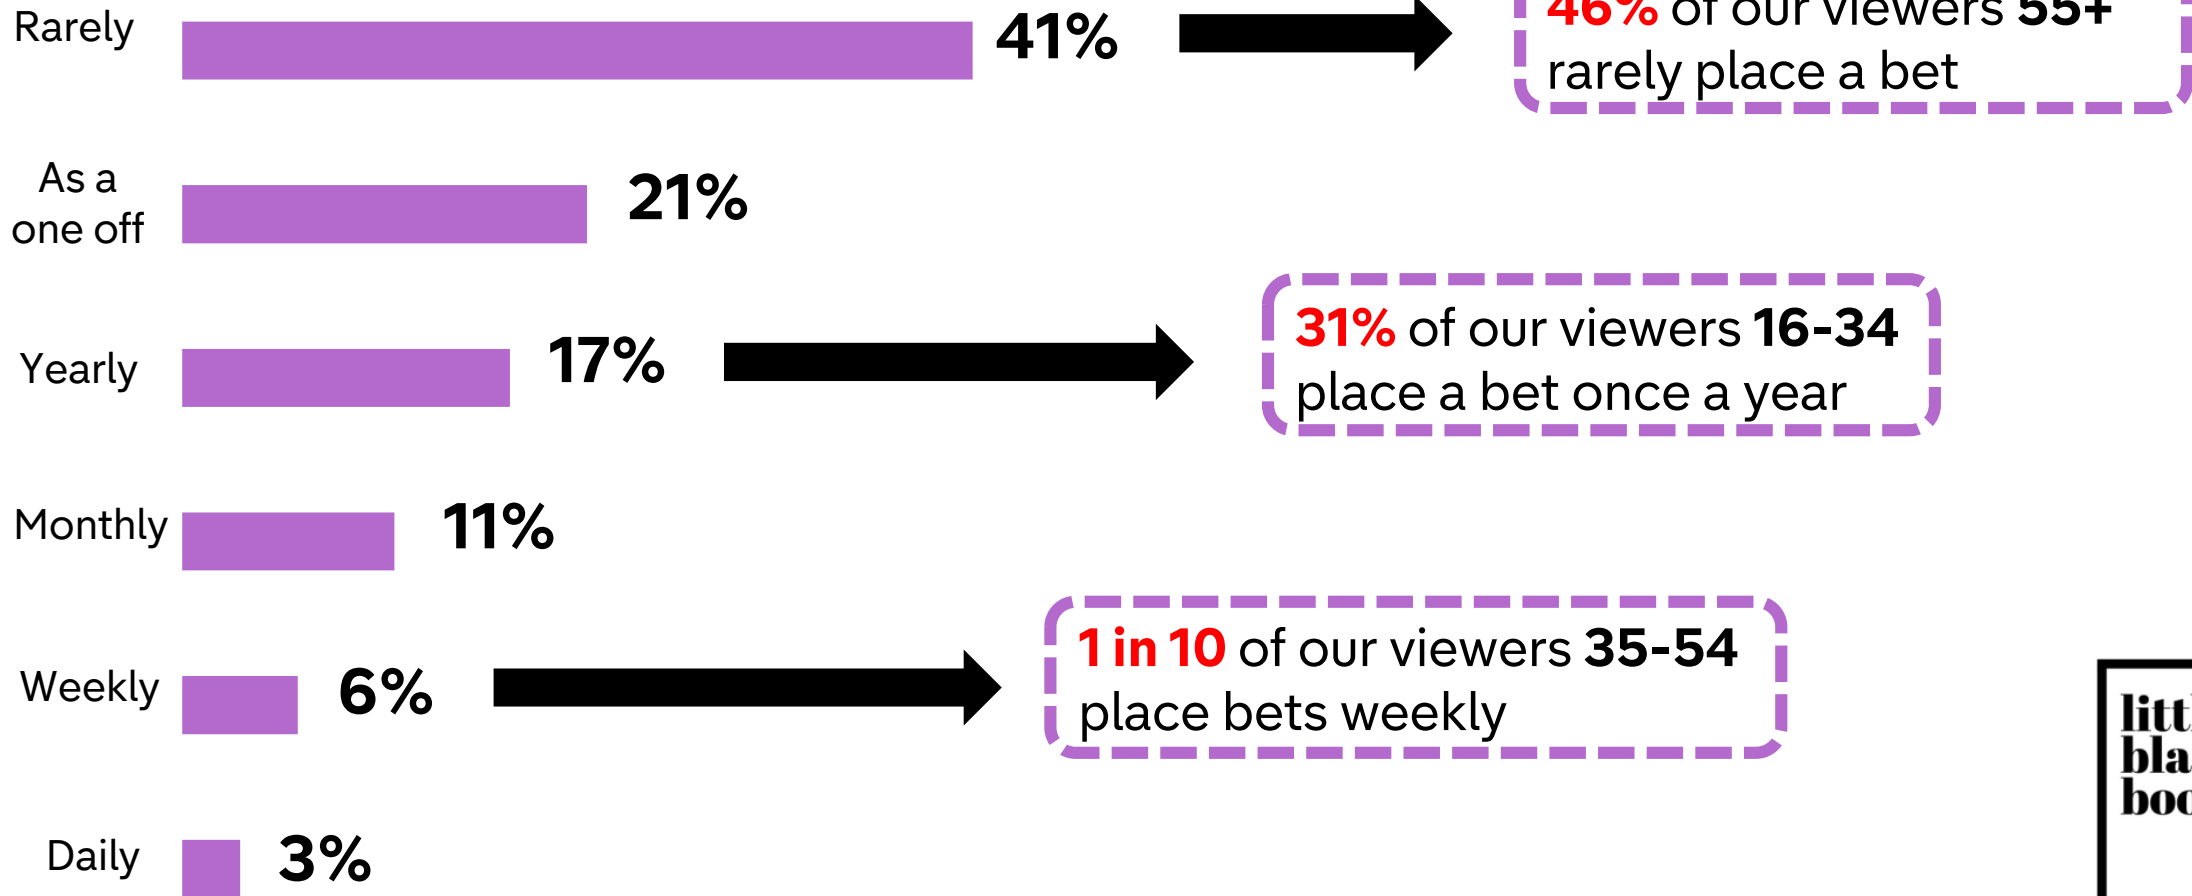 Rarely
41%
46% of our viewers 55+
rarely place a bet
As a
one off
21%
Yearly
17%
31% of our viewers 16-34
place a bet once a year
Monthly
11%
Weekly
6%
1 in 10 of our viewers 35-54
place bets weekly
Daily
3%